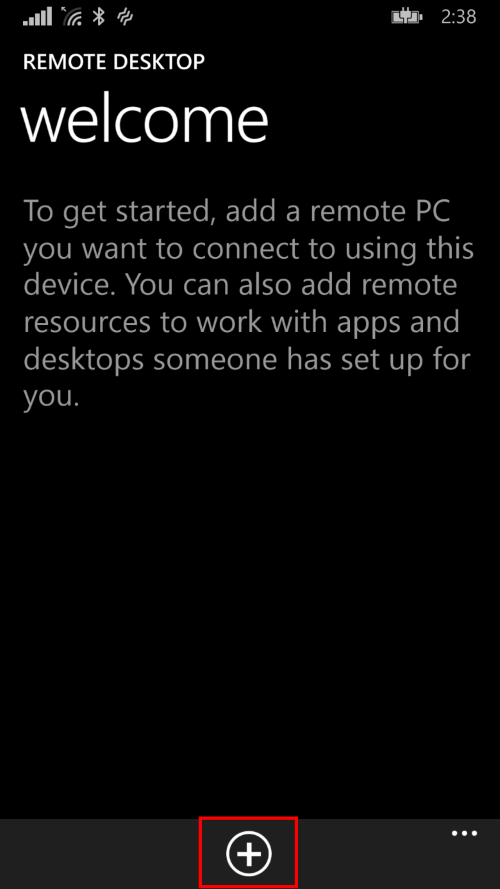 2:38
REMOTE DESKTOP
welcome
To get started, add a remote PC
you want to connect to using this
device. You can also add remote
resources to work with apps and
desktops someone has set up for
you.